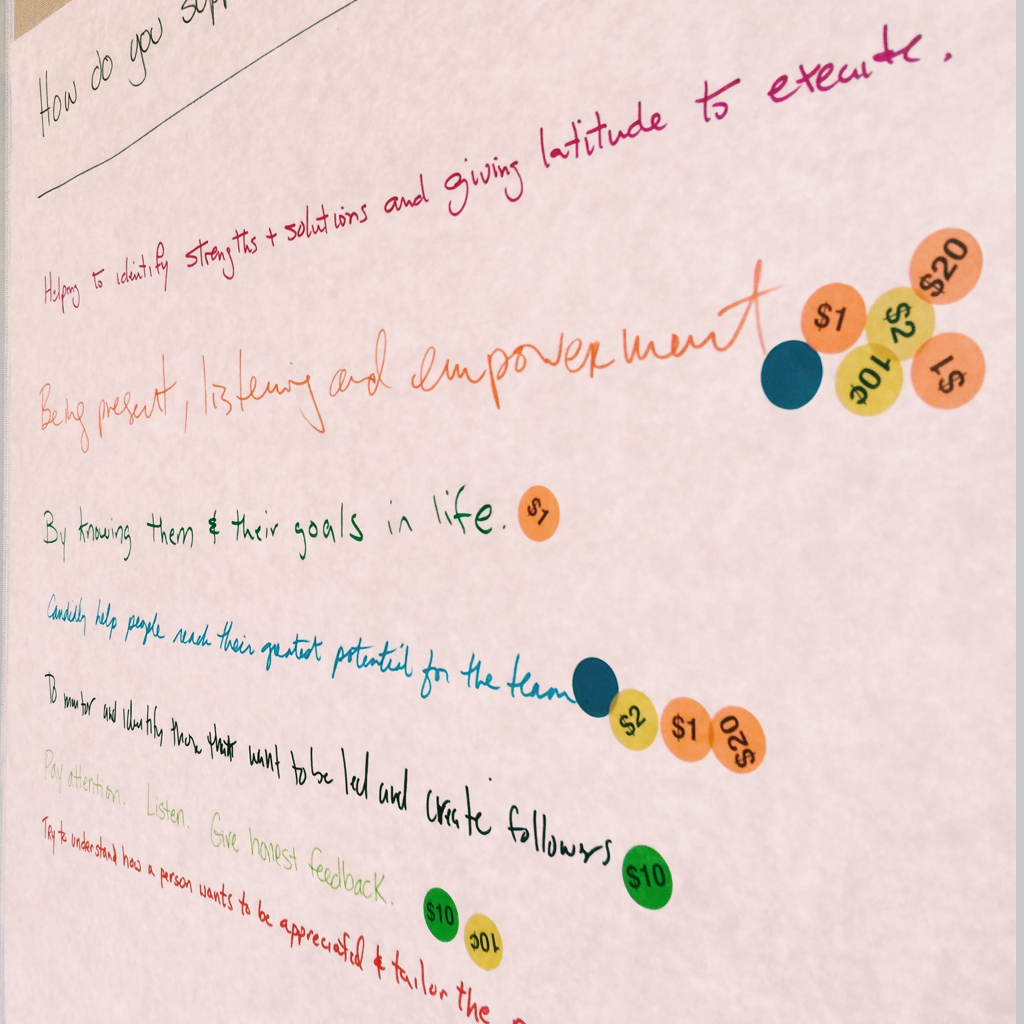 How do you supp
Helping to identify strengths + solutions and giving latitude to execute.
$20
$1 $2
Being present, listening and empowerment
10¢ $1
By knowing them & their goals in life. $1
Candidly help people reach their greatest potential for the team
$2 $1 $20
To mentor and identify those that want to be led and create followers $10
Pay attention. Listen. Give honest feedback. $10 10¢
Try to understand how a person wants to be appreciated & tailor the